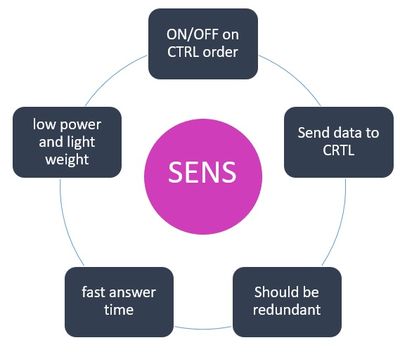 ON/OFF on
CTRL order
Send data to
CRTL
Should be
redundant
fast answer
time
low power
and light
weight
SENS